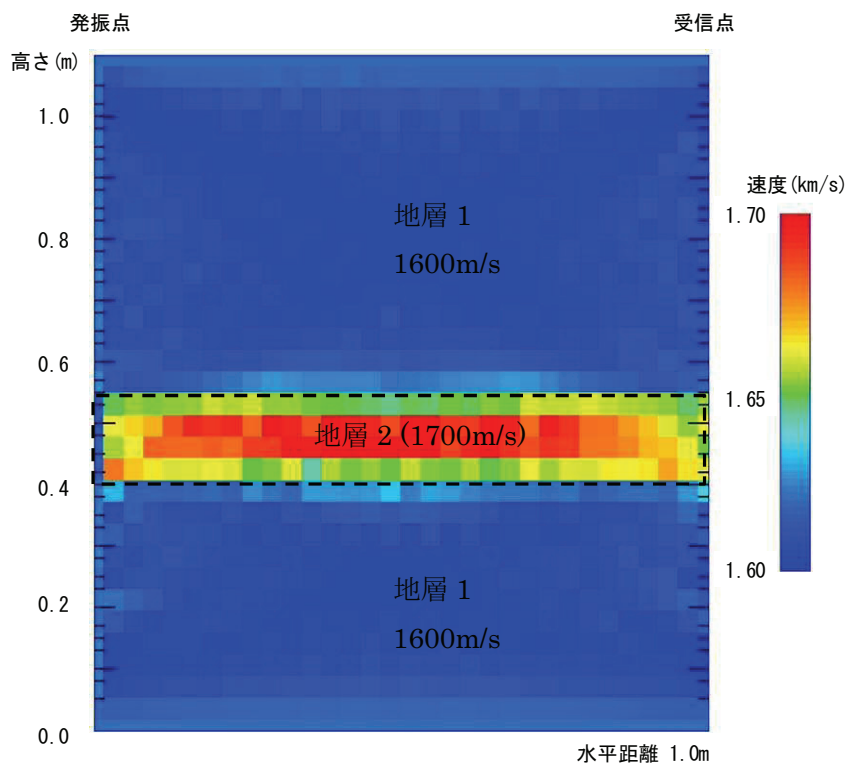 発振点
受信点
高さ(m)
1.0
0.8
0.6
0.4
0.2
0.0
地層 1
1600m/s
地層 2 (1700m/s)
地層 1
1600m/s
速度(km/s)
1.70
1.65
1.60
水平距離 1.0m